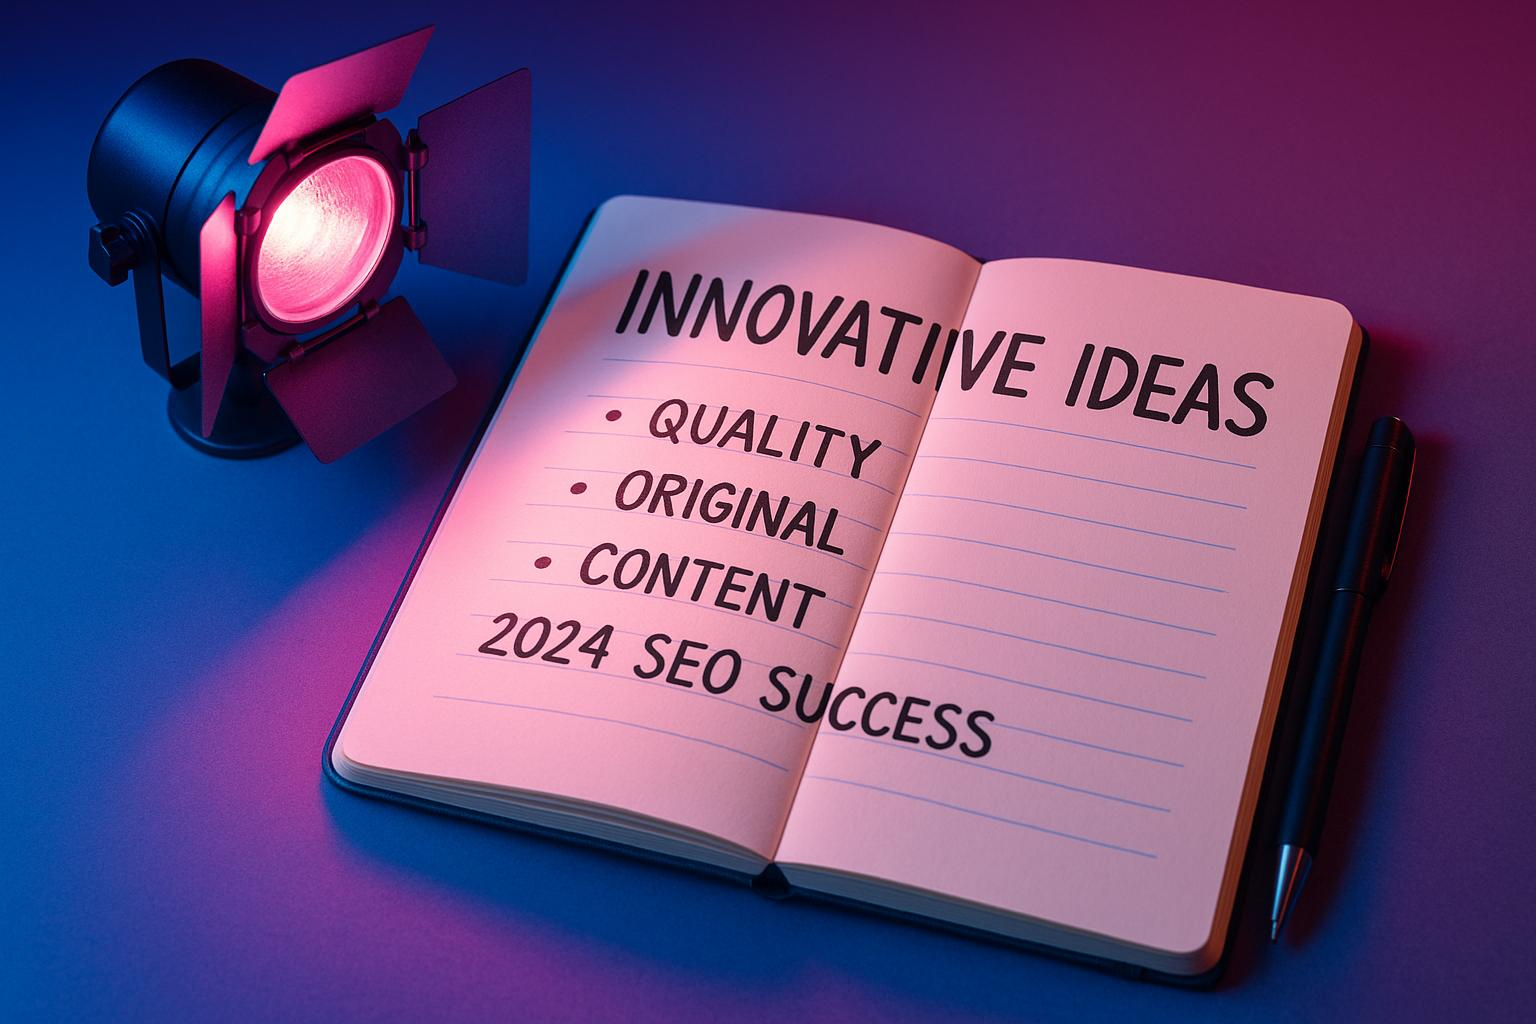 INNOVATIVE IDEAS
• QUALITY
• ORIGINAL
• CONTENT
2024 SEO SUCCESS